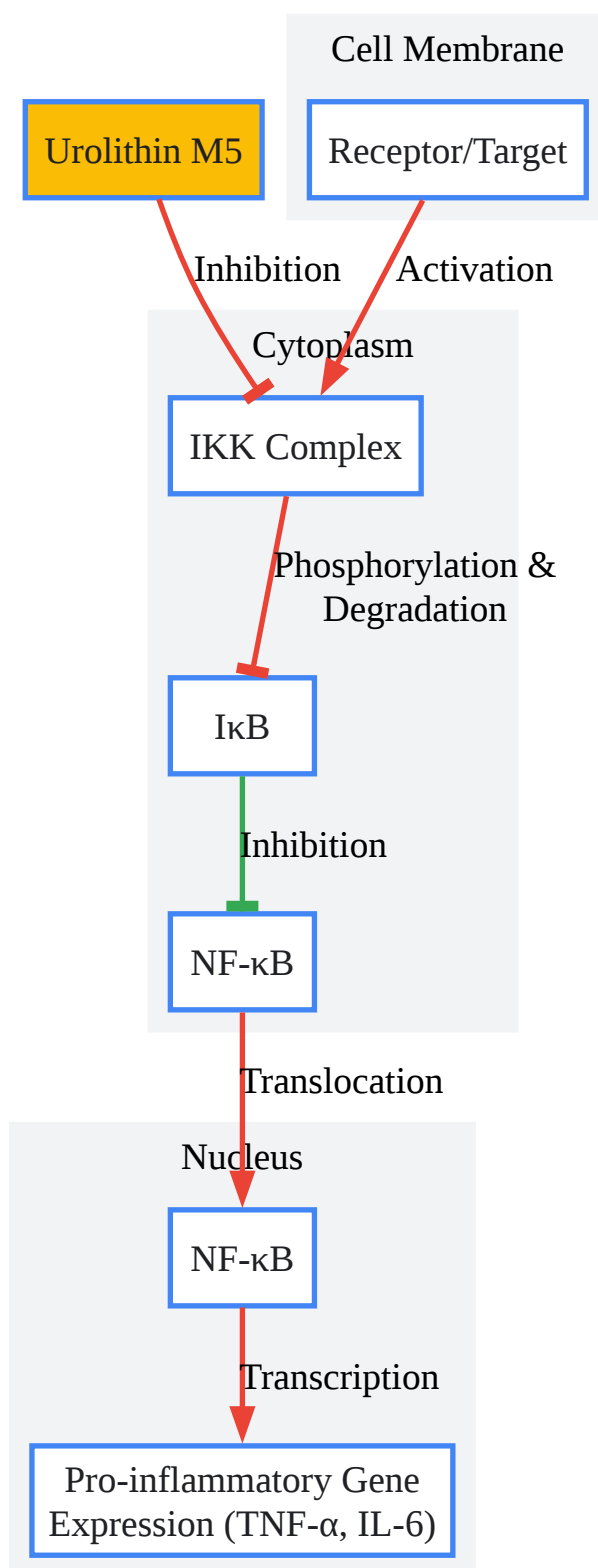 Cell Membrane
Urolithin M5
Receptor/Target
Inhibition
Activation
Cytoplasm
IKK Complex
Phosphorylation &
Degradation
IκB
Inhibition
NF-κB
Translocation
Nucleus
NF-κB
Transcription
Pro-inflammatory Gene
Expression (TNF-α, IL-6)